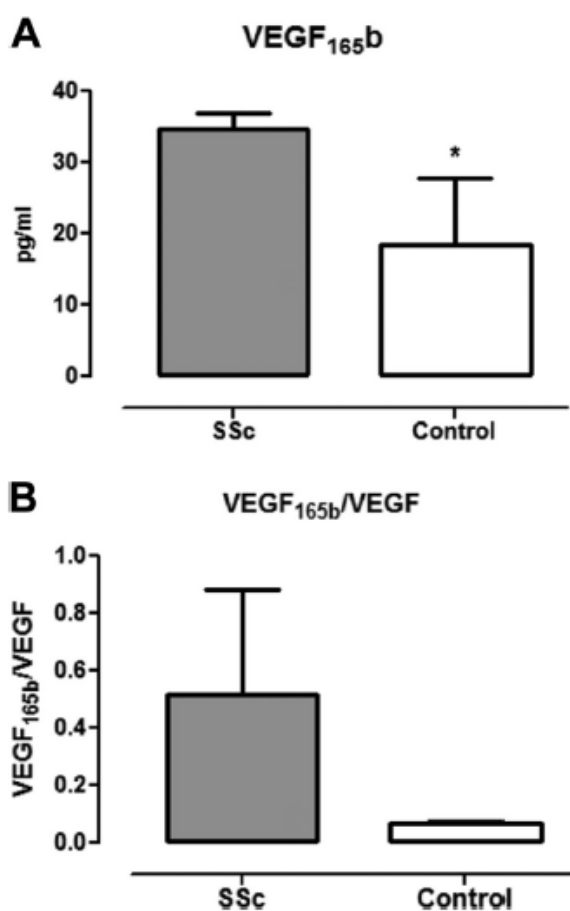 A
VEGF165b
40
30
20
10
0
pg/ml
*
SSc
Control
B
VEGF165b/VEGF
1.0
0.8
0.6
0.4
0.2
0.0
VEGF165b/VEGF
SSc
Control